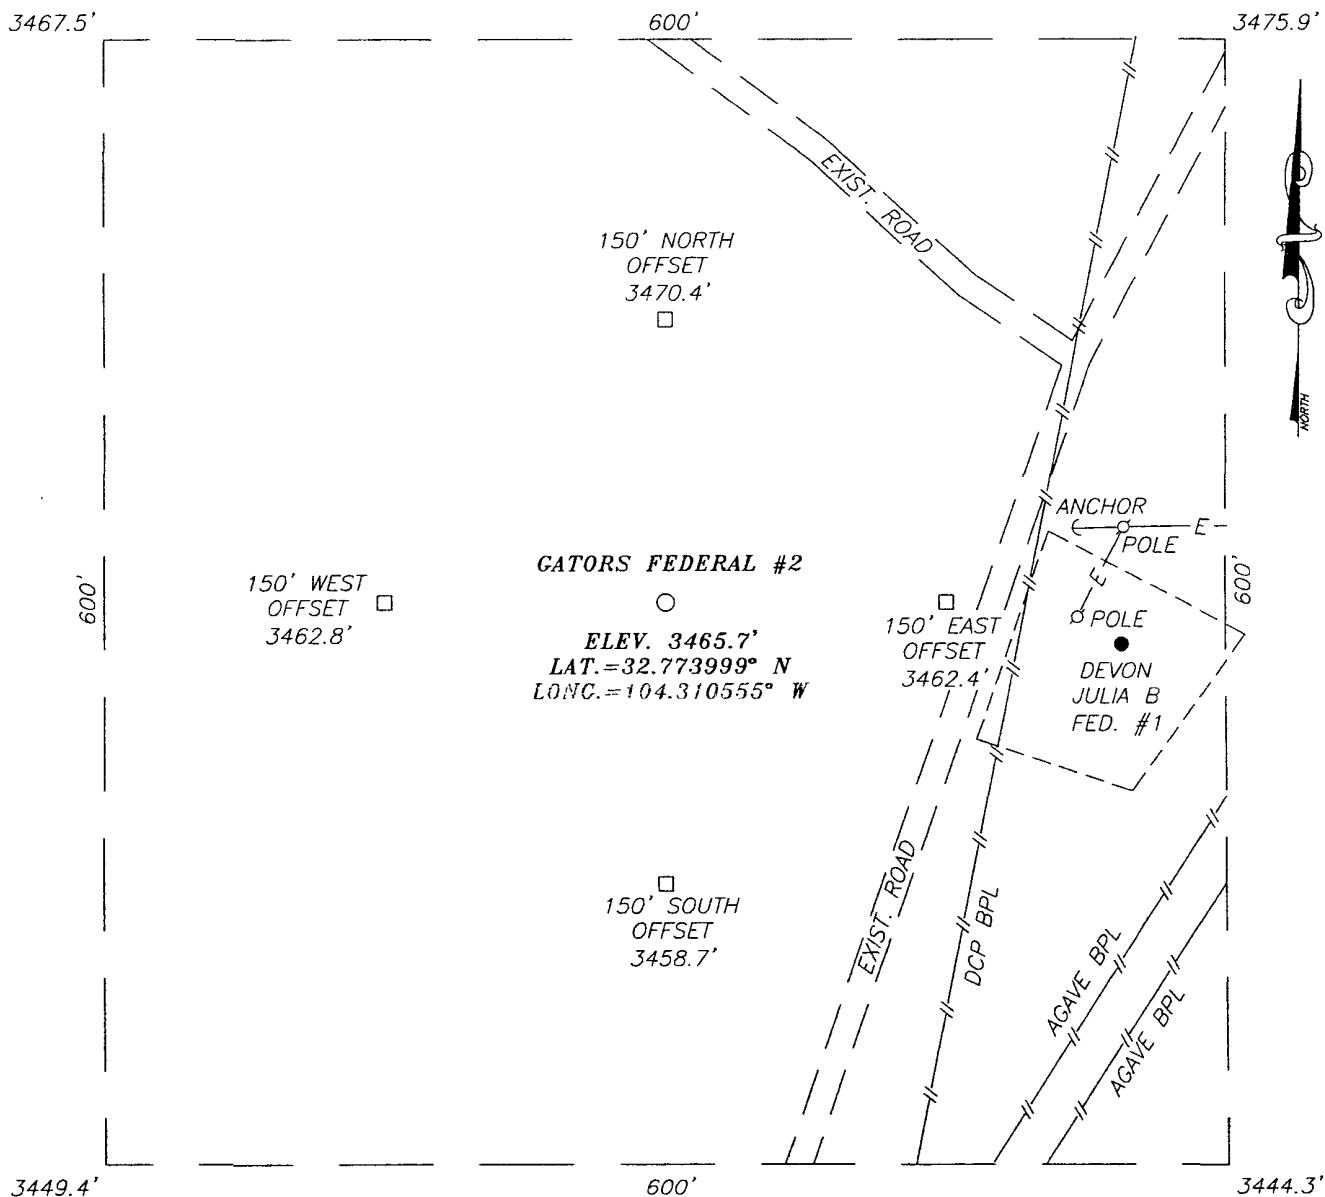 3467.5'
600'
3475.9'
EXIST. ROAD
150' NORTH
OFFSET
3470.4'
NORTH
ANCHOR
E
POLE
E
POLE
600'
150' WEST
OFFSET
3462.8'
GATORS FEDERAL #2
ELEV. 3465.7'
LAT.=32.773999° N
LONG.=104.310555° W
150' EAST
OFFSET
3462.4'
600'
DEVON
JULIA B
FED. #1
150' SOUTH
OFFSET
3458.7'
EXIST. ROAD
DCP BPL
AGAVE BPL
AGAVE BPL
3449.4'
600'
3444.3'